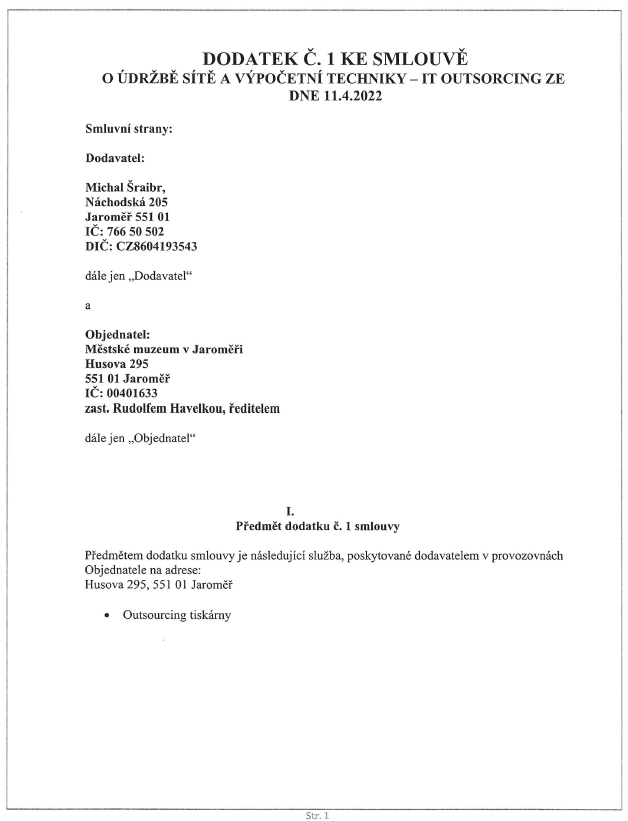 DODATEK Č. 1 KE SMLOUVĚ
O ÚDRŽBĚ SÍTĚ A VÝPOČETNÍ TECHNIKY – IT OUTSORCING ZE
DNE 11.4.2022
Smluvní strany:
Dodavatel:
Michal Šraibr,
Náchodská 205
Jaroměř 551 01
IČ: 766 50 502
DIČ: CZ8604193543
dále jen „Dodavatel“
a
Objednatel:
Městské muzeum v Jaroměři
Husova 295
551 01 Jaroměř
IČ: 00401633
zast. Rudolfem Havelkou, ředitelem
dále jen „Objednatel“
I.
Předmět dodatku č. 1 smlouvy
Předmětem dodatku smlouvy je následující služba, poskytované dodavatelem v provozovnách
Objednatele na adrese:
Husova 295, 551 01 Jaroměř
• Outsourcing tiskárny
Str. 1